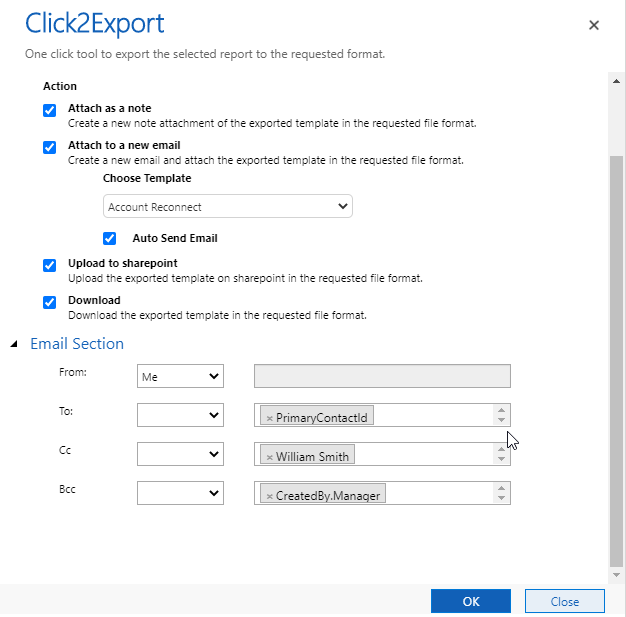 Click2Export
One click tool to export the selected report to the requested format.
Action
Attach as a note
Create a new note attachment of the exported template in the requested file format.
Attach to a new email
Create a new email and attach the exported template in the requested file format.
Choose Template
Account Reconnect
Auto Send Email
Upload to sharepoint
Upload the exported template on sharepoint in the requested file format.
Download
Download the exported template in the requested file format.
Email Section
From: Me
To: × PrimaryContactId
Cc × William Smith
Bcc × CreatedBy.Manager
OK Close